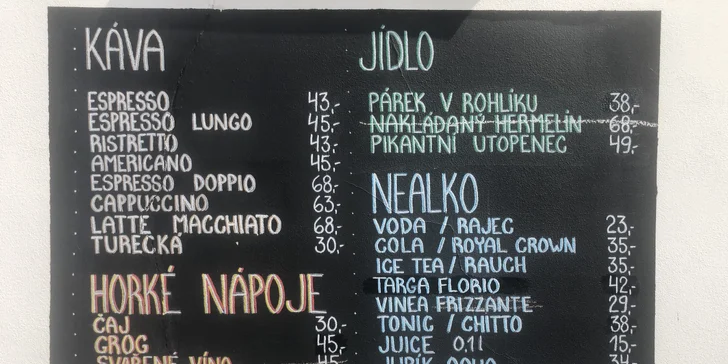 KÁVA
ESPRESSO 43,-
ESPRESSO LUNGO 45,-
RISTRETTO 43,-
AMERICANO 45,-
ESPRESSO DOPPIO 68,-
CAPPUCCINO 63,-
LATTE MACCHIATO 68,-
TURECKÁ 30,-
HORKÉ NÁPOJE
ČAJ 30,-
GROG 45,-
SVAŘENÉ VÍNO 45,-
JÍDLO
PÁREK V ROHLÍKU 38,-
NAKLÁDANÝ HERMELÍN 68,-
PIKANTNÍ UTOPENEC 49,-
NEALKO
VODA / RAJEC 23,-
COLA / ROYAL CROWN 35,-
ICE TEA / RAUCH 35,-
TARGA FLORIO 42,-
VINEA FRIZZANTE 29,-
TONIC / CHITTO 38,-
JUICE 0,1l 15,-